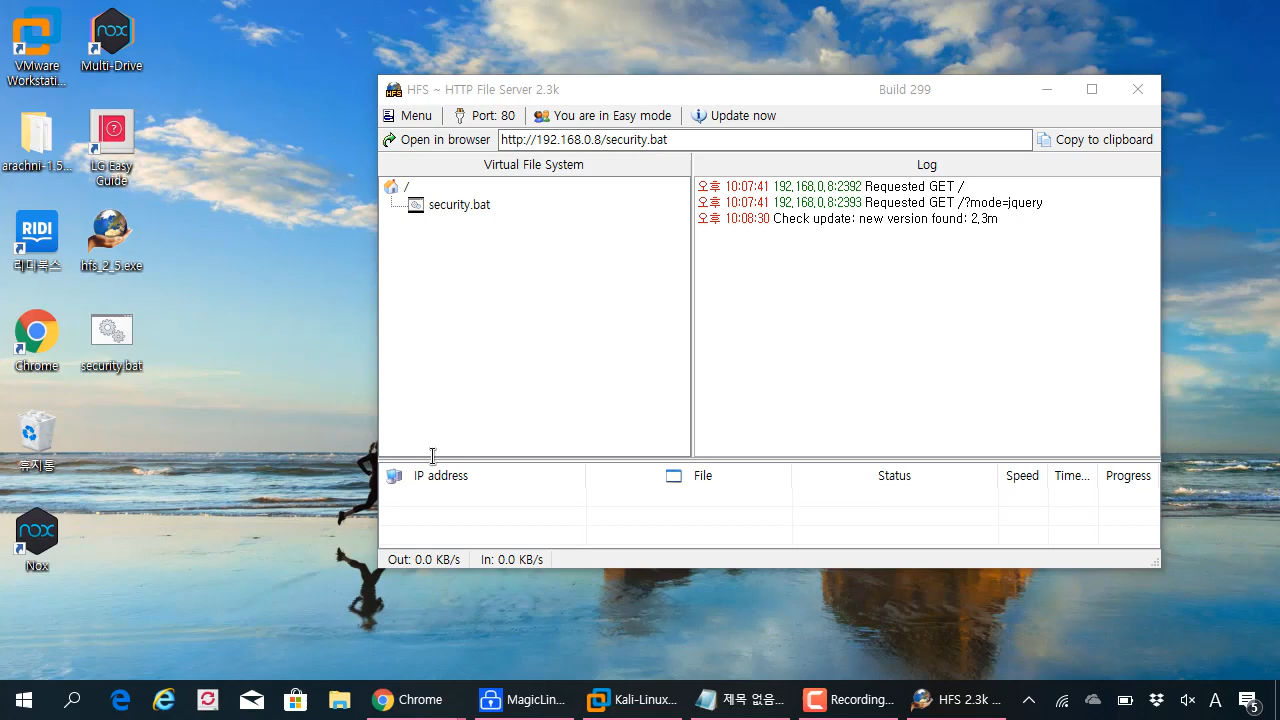 VMware
Workstati...
Multi-Drive
arachni-1.5...
LG Easy
Guide
RIDI
리디북스
hfs_2_5.exe
Chrome
security.bat
휴지통
nox
Nox
HFS ~ HTTP File Server 2.3k
Build 299
Menu
Port: 80
You are in Easy mode
Update now
Open in browser
http://192.168.0.8/security.bat
Copy to clipboard
Virtual File System
Log
/
security.bat
오후 10:07:41 192.168.0.8:2392 Requested GET /
오후 10:07:41 192.168.0.8:2393 Requested GET /?mode=jquery
오후 10:08:30 Check update: new version found: 2.3m
IP address
File
Status
Speed
Time...
Progress
Out: 0.0 KB/s
In: 0.0 KB/s
Chrome
MagicLin...
Kali-Linux...
제목 없음...
Recording...
HFS 2.3k ...
A
5